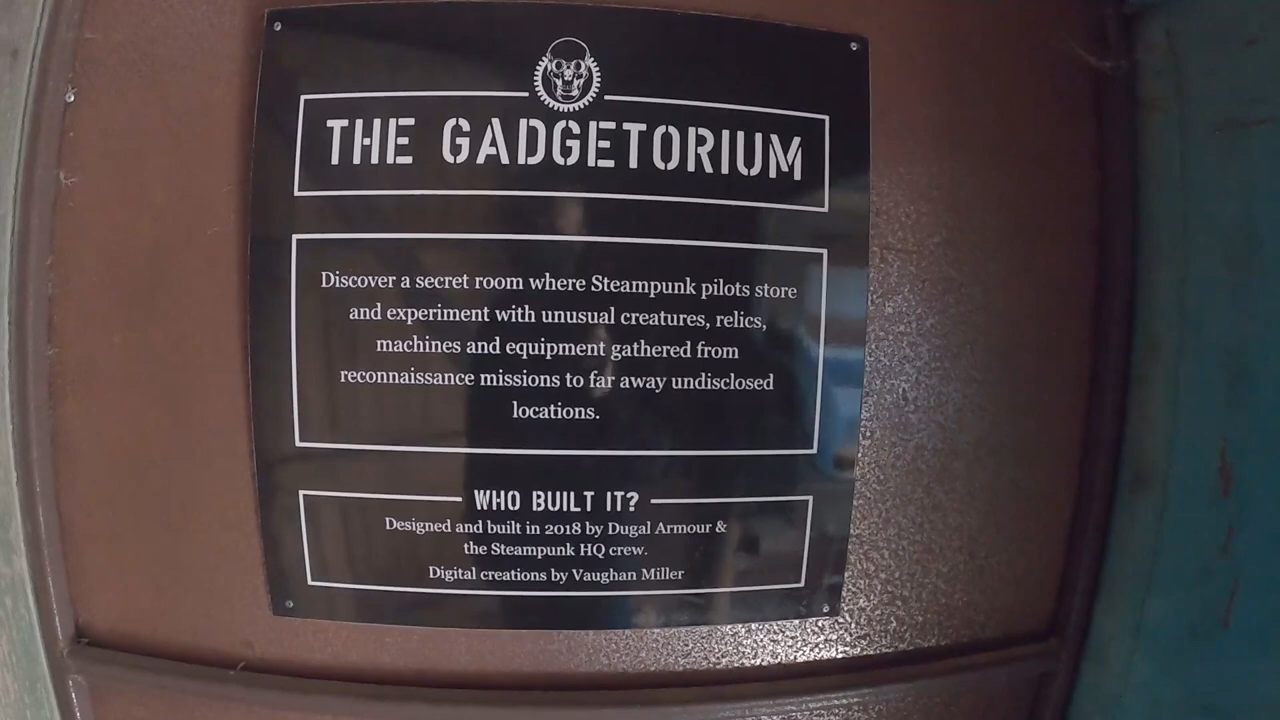 THE GADGETORIUM
Discover a secret room where Steampunk pilots store
and experiment with unusual creatures, relics,
machines and equipment gathered from
reconnaissance missions to far away undisclosed
locations.
WHO BUILT IT?
Designed and built in 2018 by Dugal Armour &
the Steampunk HQ crew.
Digital creations by Vaughan Miller